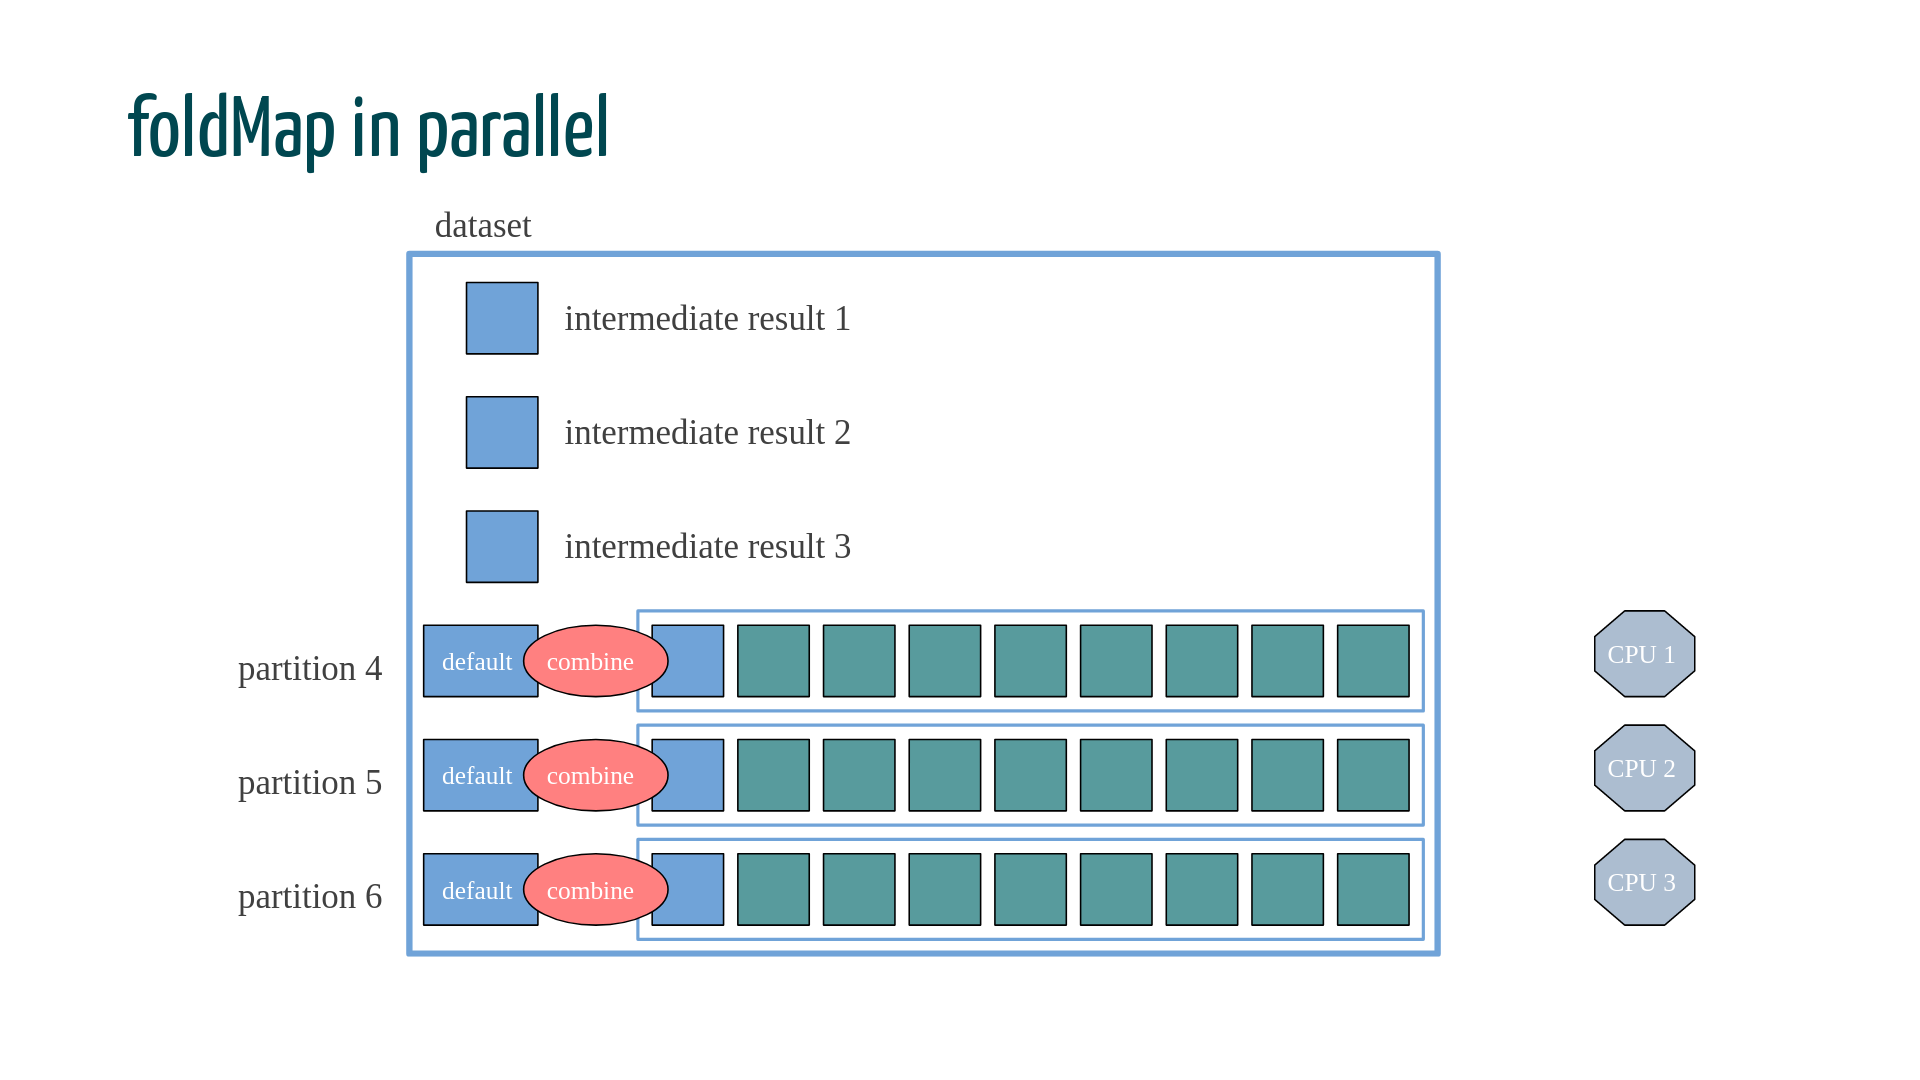 foldMap in parallel
dataset
intermediate result 1
intermediate result 2
intermediate result 3
partition 4 default combine CPU 1
partition 5 default combine CPU 2
partition 6 default combine CPU 3